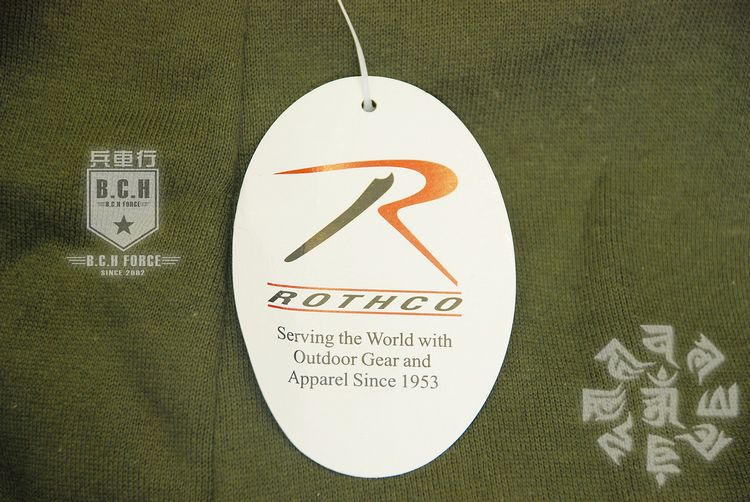 兵車行
B.C.H
B.C.H FORCE
B.C.H FORCE
SINCE 2002
ROTHCO
Serving the World with
Outdoor Gear and
Apparel Since 1953